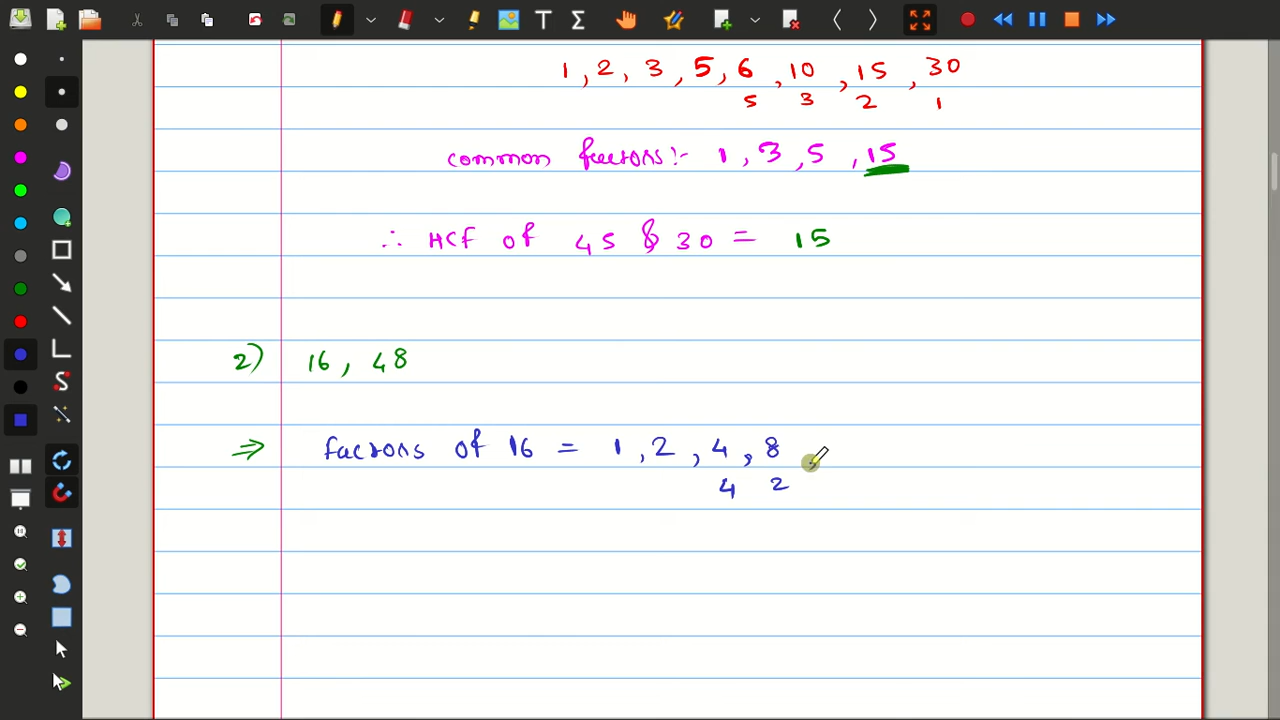 1 , 2 , 3 , 5 , 6 , 10 , 15 , 30
5 3 2 1
common factors:- 1 , 3 , 5 , 15
∴ HCF of 45 & 30 = 15
2) 16 , 48
⇒ factors of 16 = 1 , 2 , 4 , 8 ,
4 2